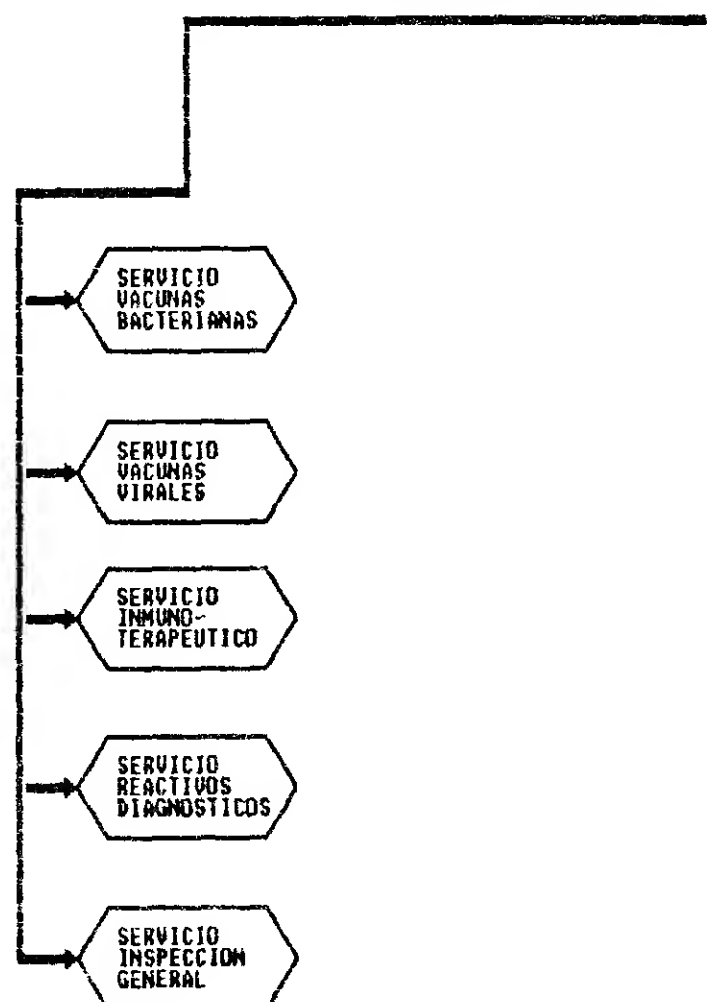 SERVICIO
VACUNAS
BACTERIANAS
SERVICIO
VACUNAS
VIRALES
SERVICIO
INMUNO-
TERAPEUTICO
SERVICIO
REACTIVOS
DIAGNOSTICOS
SERVICIO
INSPECCION
GENERAL